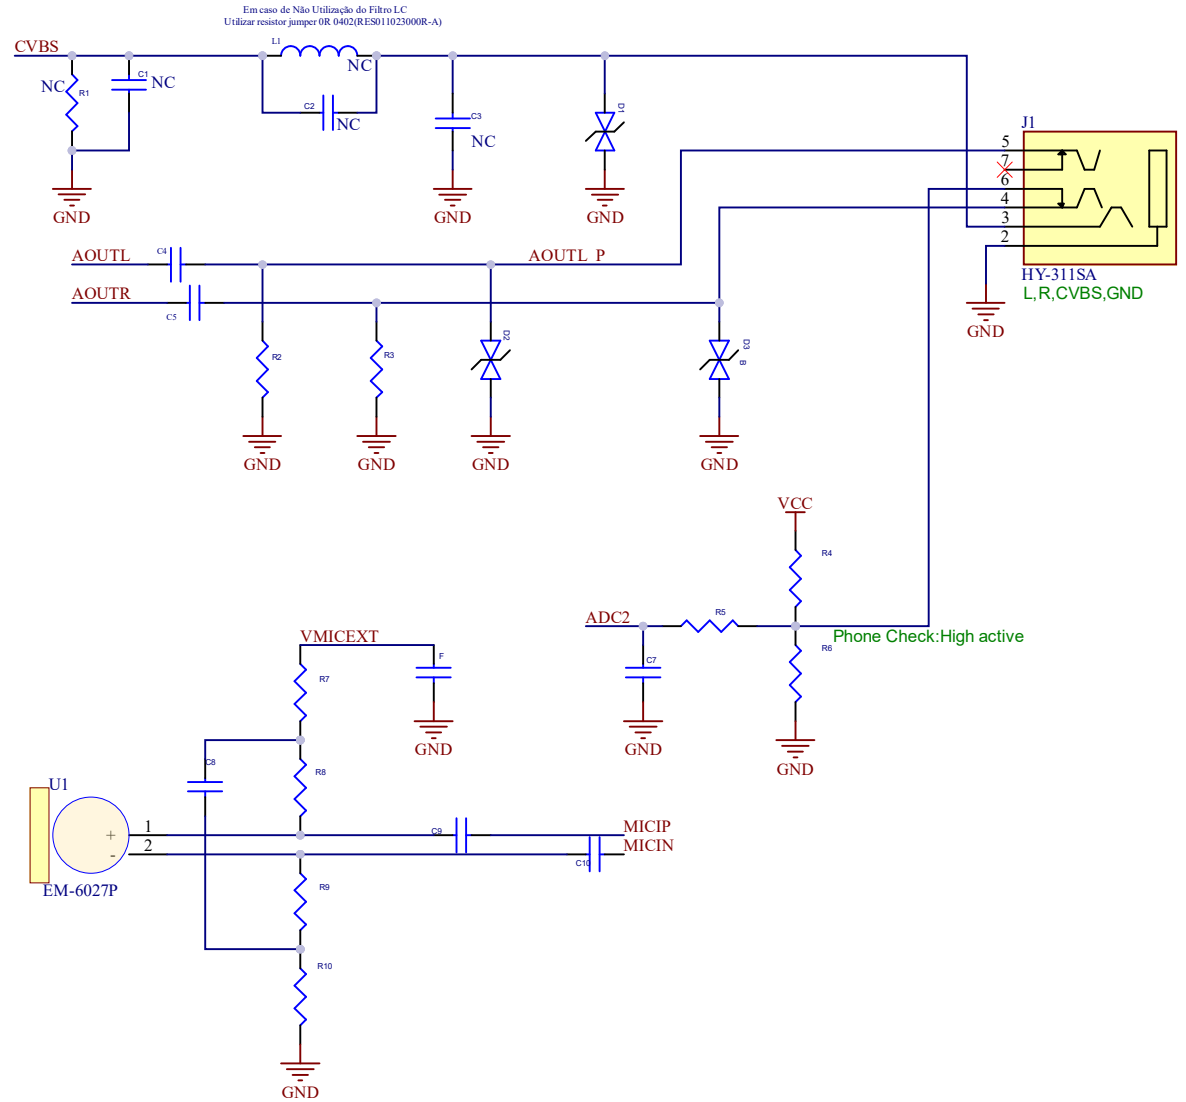 Em caso de Não Utilização do Filtro LC
Utilizar resistor jumper 0R 0402(RES011023000R-A)
CVBS
L1
NC
NC
R1
C1
NC
C2
NC
C3
NC
D1
GND
GND
GND
J1
5
7
6
4
3
2
HY-311SA
L,R,CVBS,GND
GND
AOUTL
C4
AOUTL_P
AOUTR
C5
R2
R3
D2
D3
B
GND
GND
GND
GND
VCC
R4
ADC2
R5
Phone Check:High active
R6
C7
GND
GND
VMICEXT
F
R7
GND
C8
R8
U1
1
+
2
-
EM-6027P
C9
MICIP
MICIN
C10
R9
R10
GND